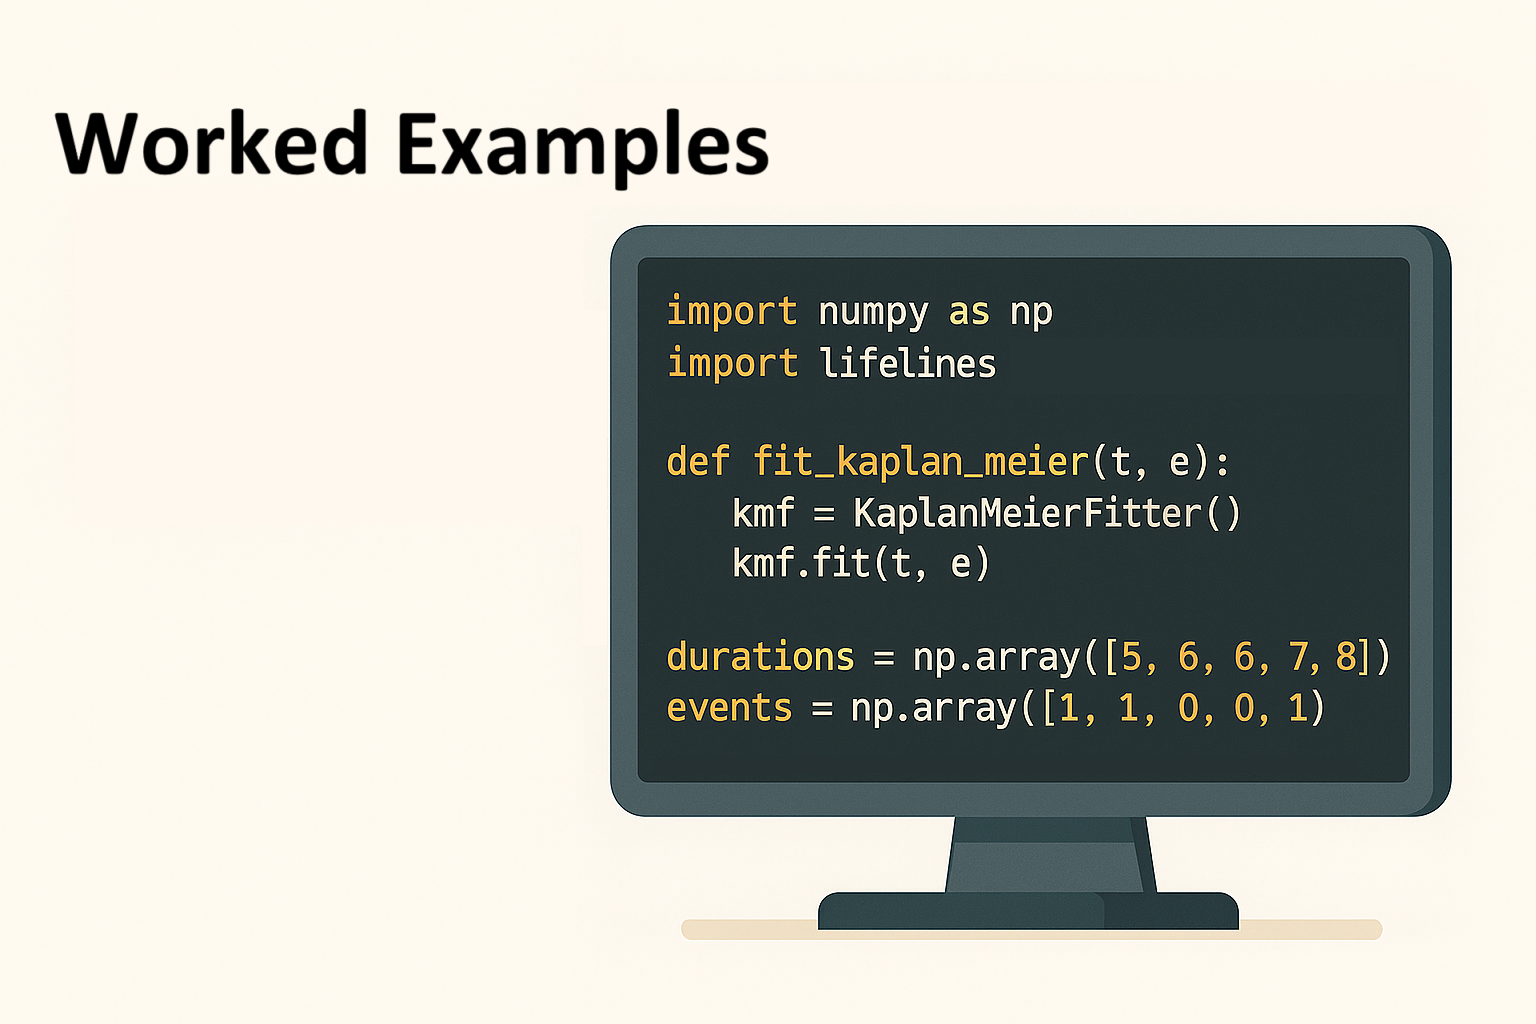 Worked Examples
import numpy as np
import lifelines
def fit_kaplan_meier(t, e):
kmf = KaplanMeierFitter()
kmf.fit(t, e)
durations = np.array([5, 6, 6, 7, 8])
events = np.array([1, 1, 0, 0, 1)